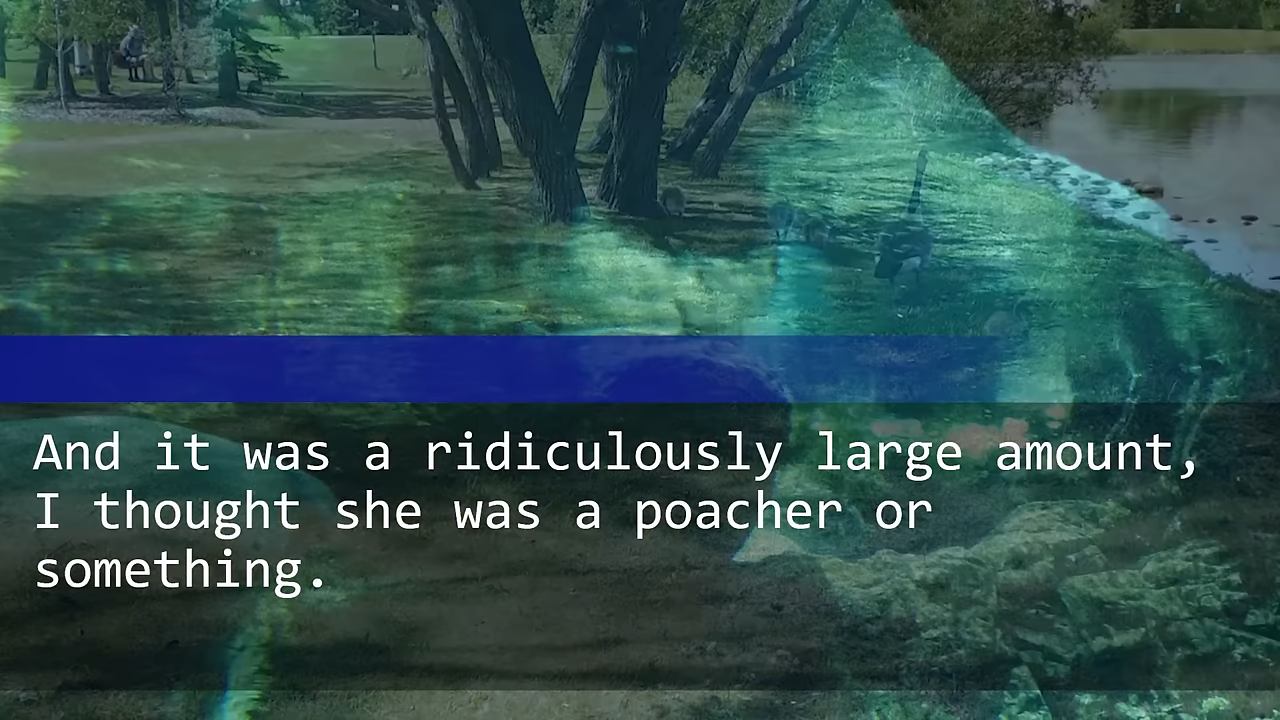 And it was a ridiculously large amount,
I thought she was a poacher or
something.